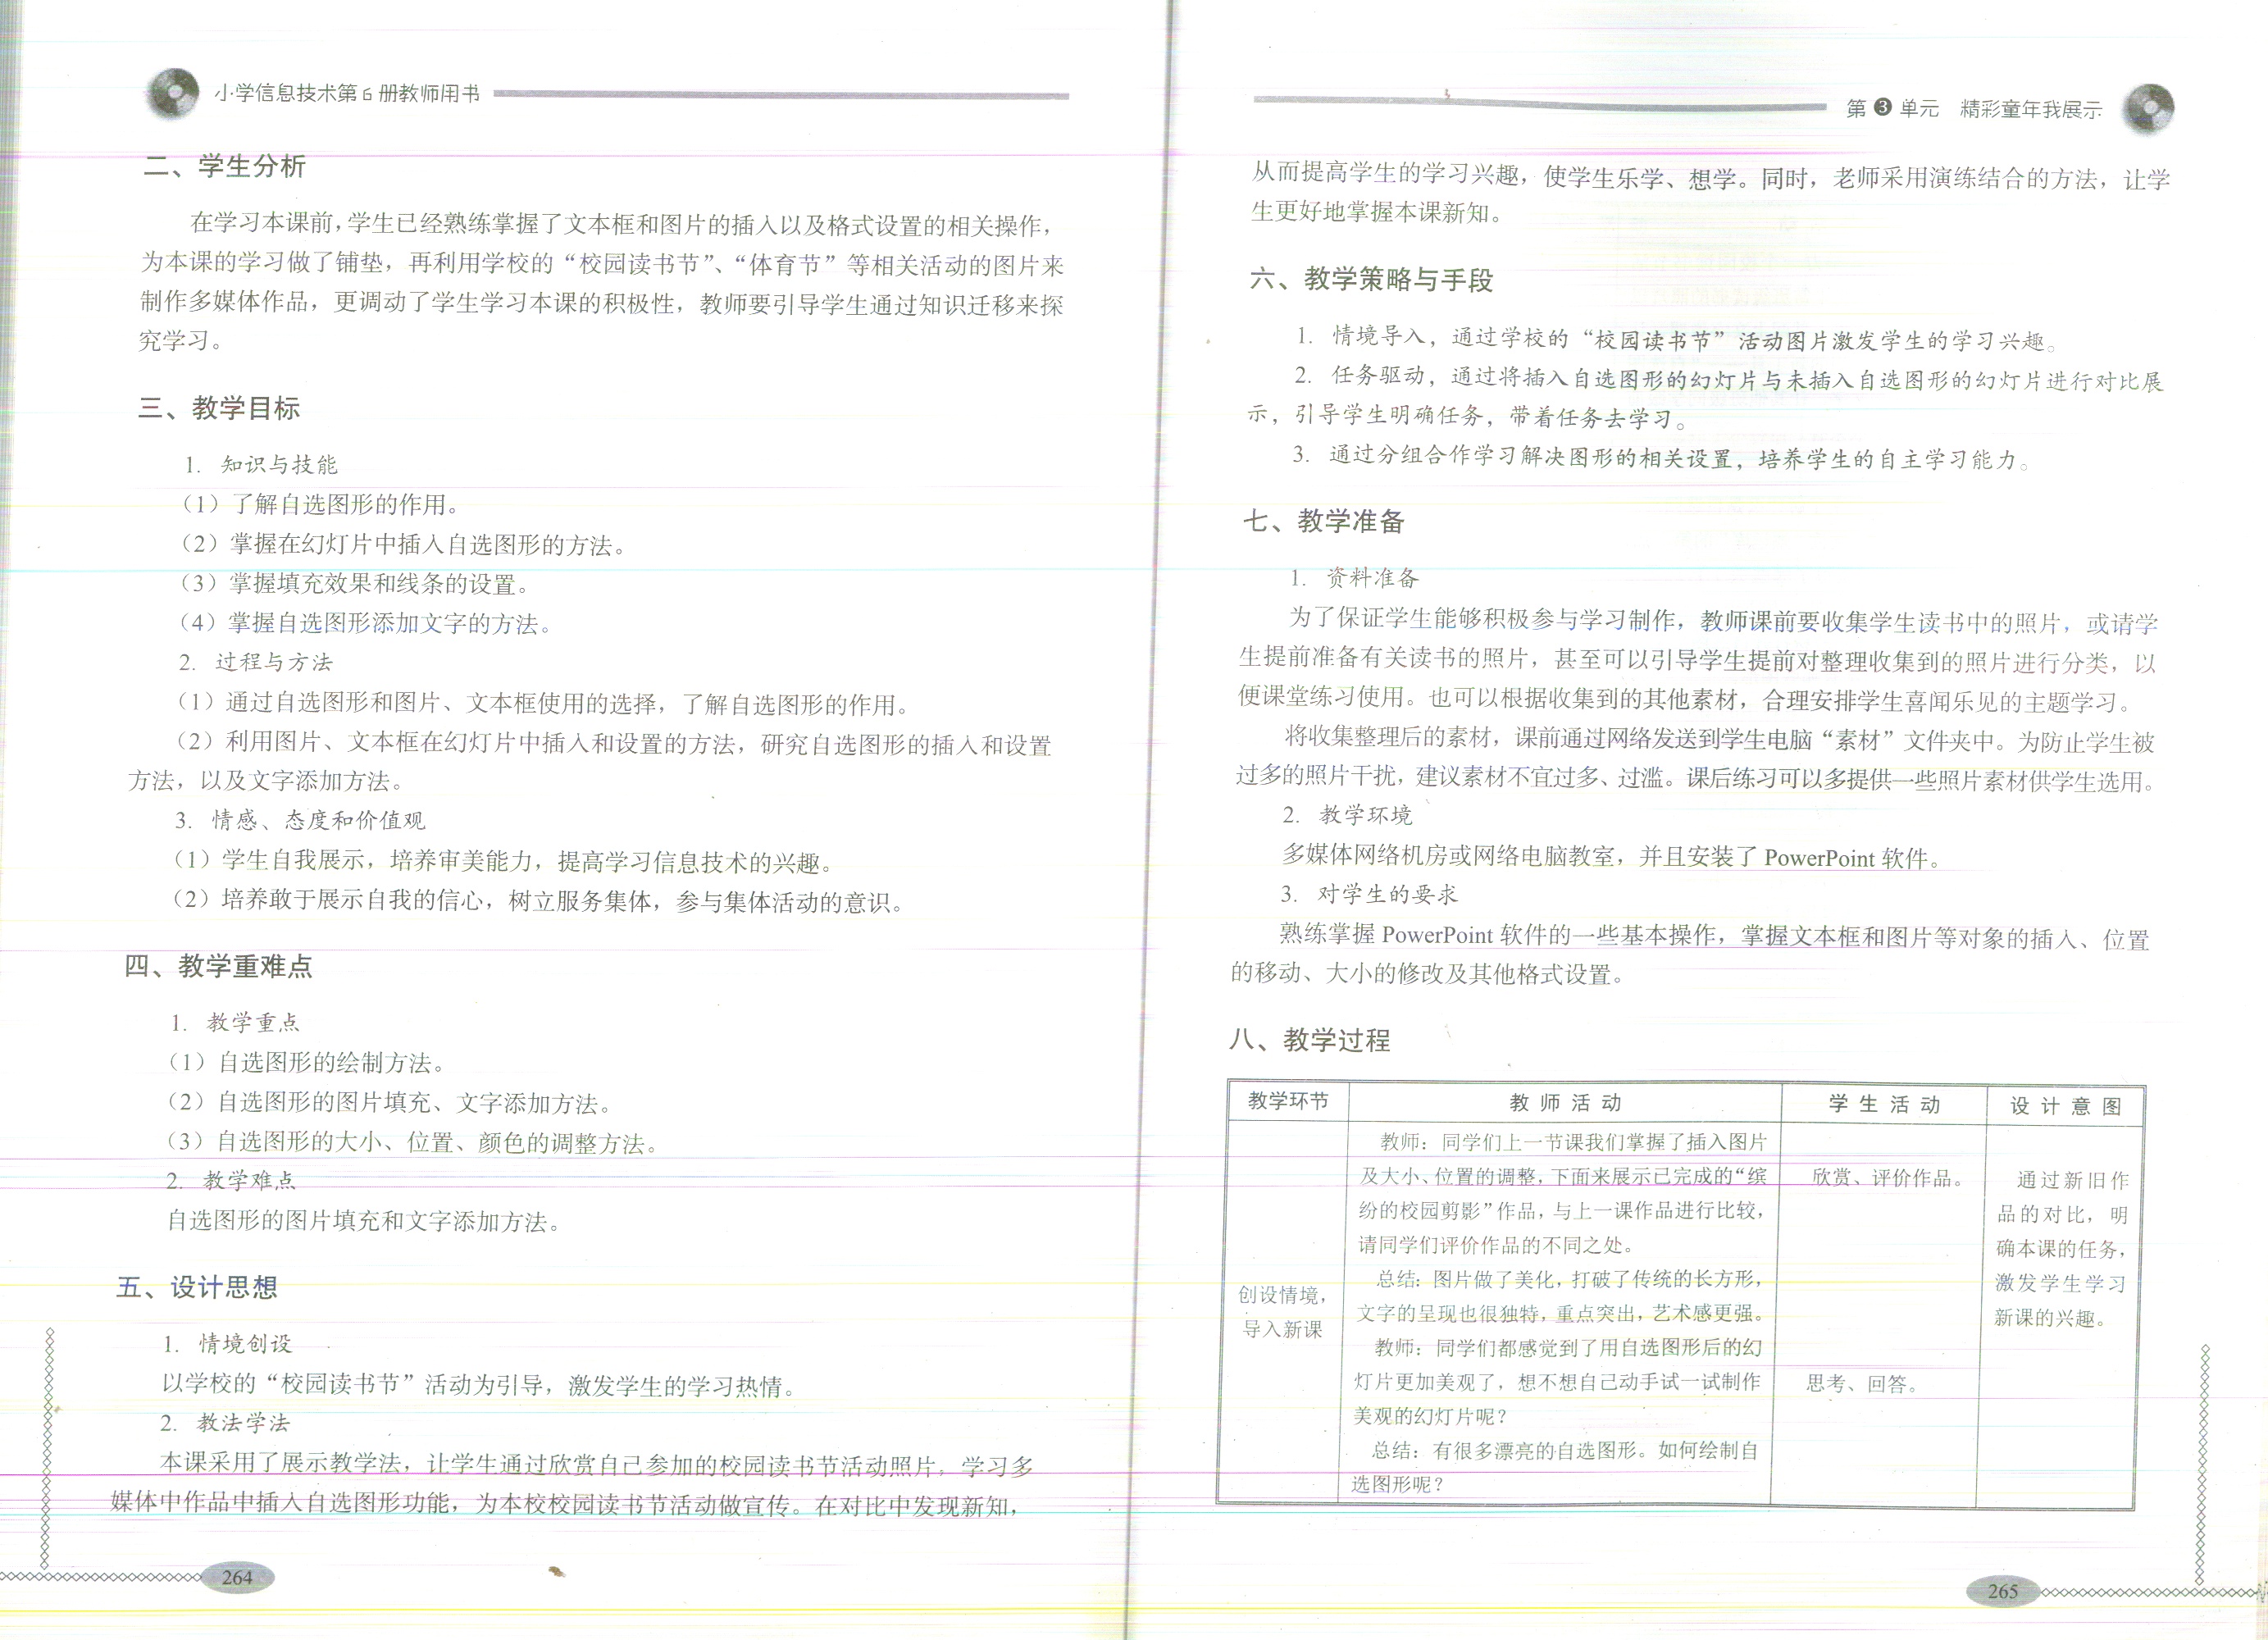 小学信息技术第6册教师用书
二、学生分析
在学习本课前，学生已经熟练掌握了文本框和图片的插入以及格式设置的相关操作，
为本课的学习做了铺垫，再利用学校的“校园读书节”、“体育节”等相关活动的图片来
制作多媒体作品，更调动了学生学习本课的积极性，教师要引导学生通过知识迁移来探
究学习。
三、教学目标
1. 知识与技能
（1）了解自选图形的作用。
（2）掌握在幻灯片中插入自选图形的方法。
（3）掌握填充效果和线条的设置。
（4）掌握自选图形添加文字的方法。
2. 过程与方法
（1）通过自选图形和图片、文本框使用的选择，了解自选图形的作用。
（2）利用图片、文本框在幻灯片中插入和设置的方法，研究自选图形的插入和设置
方法，以及文字添加方法。
3. 情感、态度和价值观
（1）学生自我展示，培养审美能力，提高学习信息技术的兴趣。
（2）培养敢于展示自我的信心，树立服务集体，参与集体活动的意识。
四、教学重难点
1. 教学重点
（1）自选图形的绘制方法。
（2）自选图形的图片填充、文字添加方法。
（3）自选图形的大小、位置、颜色的调整方法。
2. 教学难点
自选图形的图片填充和文字添加方法。
五、设计思想
1. 情境创设
以学校的“校园读书节”活动为引导，激发学生的学习热情。
2. 教法学法
本课采用了展示教学法，让学生通过欣赏自己参加的校园读书节活动照片，学习多
媒体中作品中插入自选图形功能，为本校校园读书节活动做宣传。在对比中发现新知，
264
第3单元 精彩童年我展示
从而提高学生的学习兴趣，使学生乐学、想学。同时，老师采用演练结合的方法，让学
生更好地掌握本课新知。
六、教学策略与手段
1. 情境导入，通过学校的“校园读书节”活动图片激发学生的学习兴趣。
2. 任务驱动，通过将插入自选图形的幻灯片与未插入自选图形的幻灯片进行对比展
示，引导学生明确任务，带着任务去学习。
3. 通过分组合作学习解决图形的相关设置，培养学生的自主学习能力。
七、教学准备
1. 资料准备
为了保证学生能够积极参与学习制作，教师课前要收集学生读书中的照片，或请学
生提前准备有关读书的照片，甚至可以引导学生提前对整理收集到的照片进行分类，以
便课堂练习使用。也可以根据收集到的其他素材，合理安排学生喜闻乐见的主题学习。
将收集整理后的素材，课前通过网络发送到学生电脑“素材”文件夹中。为防止学生被
过多的照片干扰，建议素材不宜过多、过滥。课后练习可以多提供一些照片素材供学生选用。
2. 教学环境
多媒体网络机房或网络电脑教室，并且安装了 PowerPoint 软件。
3. 对学生的要求
熟练掌握 PowerPoint 软件的一些基本操作，掌握文本框和图片等对象的插入、位置
的移动、大小的修改及其他格式设置。
八、教学过程
教学环节 教师活动 学生活动 设计意图
创设情境，
导入新课
教师：同学们上一节课我们掌握了插入图片
及大小、位置的调整，下面来展示已完成的“缤
纷的校园剪影”作品，与上一课作品进行比较，
请同学们评价作品的不同之处。
总结：图片做了美化，打破了传统的长方形，
文字的呈现也很独特，重点突出，艺术感更强。
教师：同学们都感觉到了用自选图形后的幻
灯片更加美观了，想不想自己动手试一试制作
美观的幻灯片呢？
总结：有很多漂亮的自选图形。如何绘制自
选图形呢？
欣赏、评价作品。
思考、回答。
通过新旧作
品的对比，明
确本课的任务，
激发学生学习
新课的兴趣。
265